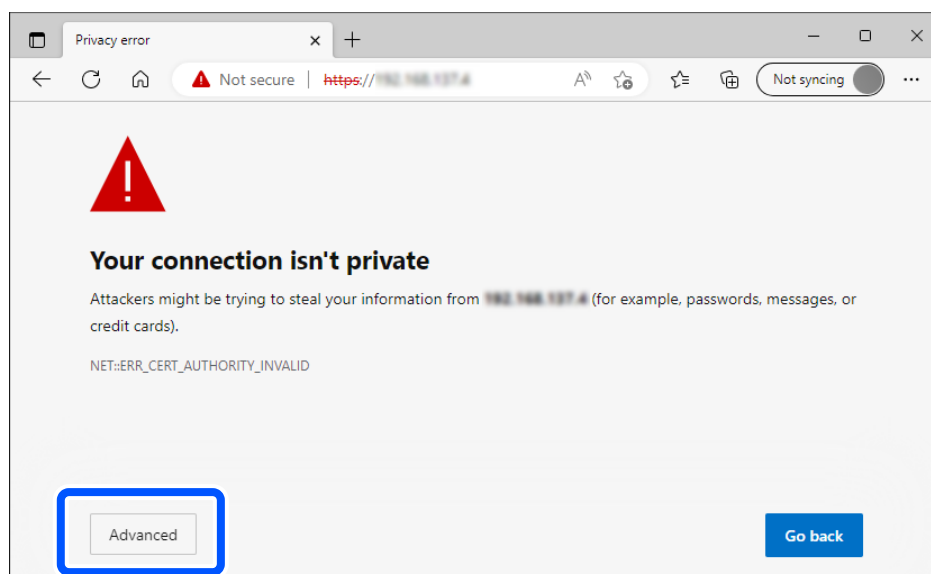 Privacy error
Not secure https://
Not syncing
Your connection isn't private
Attackers might be trying to steal your information from (for example, passwords, messages, or
credit cards).
NET::ERR_CERT_AUTHORITY_INVALID
Advanced
Go back